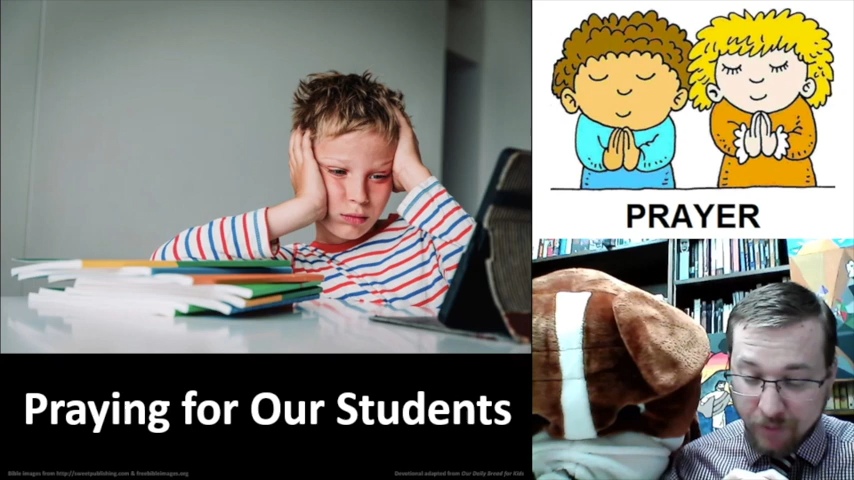 PRAYER
Praying for Our Students
Bible images from http://sweetpublishing.com & freebibleimages.org
Devotional adapted from Our Daily Bread for Kids